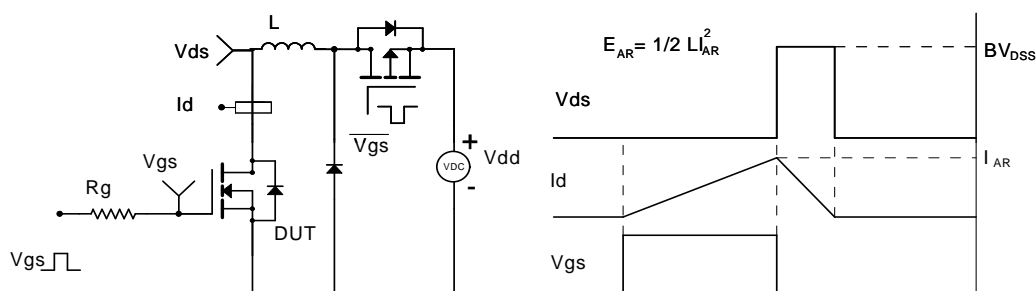 L
Vds
Id
Vgs
Vgs
Rg
DUT
Vgs
VDC
+
-
Vdd
E_AR = 1/2 LI²_AR
Vds
BV_DSS
Id
I_AR
Vgs